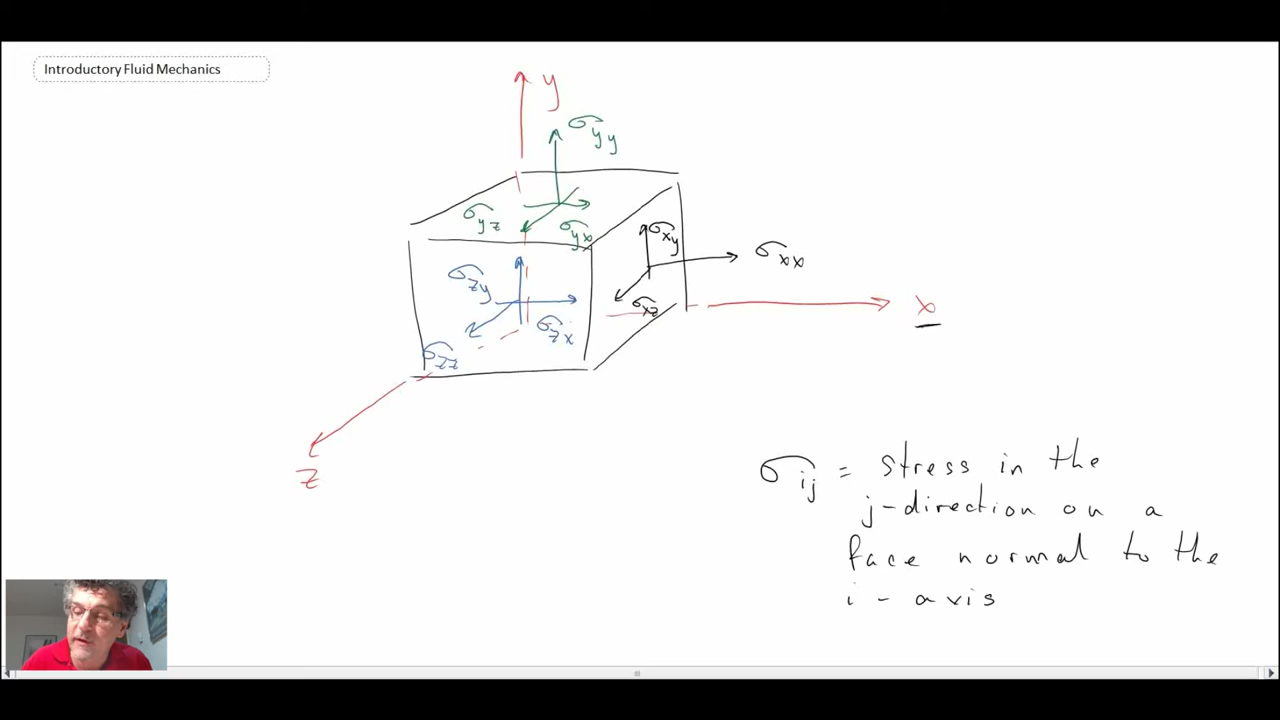 Introductory Fluid Mechanics
y
σyy
σyz
σyx
σxy
σxx
σzy
σxz
x
σzx
σzz
z
σij = stress in the
j-direction on a
face normal to the
i-axis